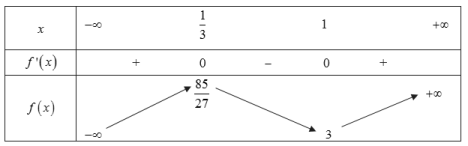 x −∞ 1/3 1 +∞
f'(x) + 0 − 0 +
f(x) −∞ 85/27 3 +∞